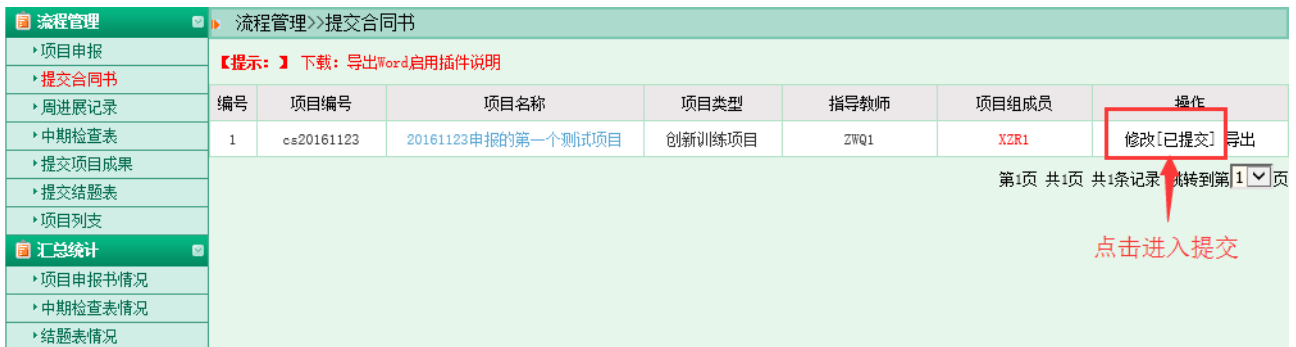 流程管理
项目申报
提交合同书
周进展记录
中期检查表
提交项目成果
提交结题表
项目列支
汇总统计
项目申报书情况
中期检查表情况
结题表情况
流程管理>>提交合同书
【提示：】下载：导出Word启用插件说明
编号 项目编号 项目名称 项目类型 指导教师 项目组成员 操作
1 cs20161123 20161123申报的第一个测试项目 创新训练项目 ZWQ1 XZR1 修改[已提交] 导出
第1页 共1页 共1条记录 跳转到第 1 页
点击进入提交